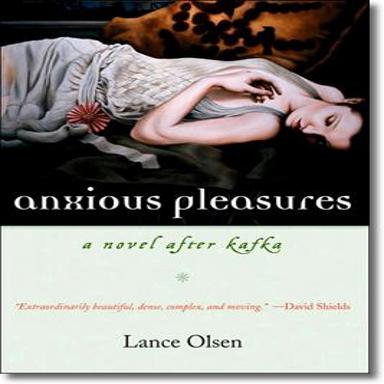 anxious pleasures
a novel after kafka
"Extraordinarily beautiful, dense, complex, and moving." —David Shields
Lance Olsen